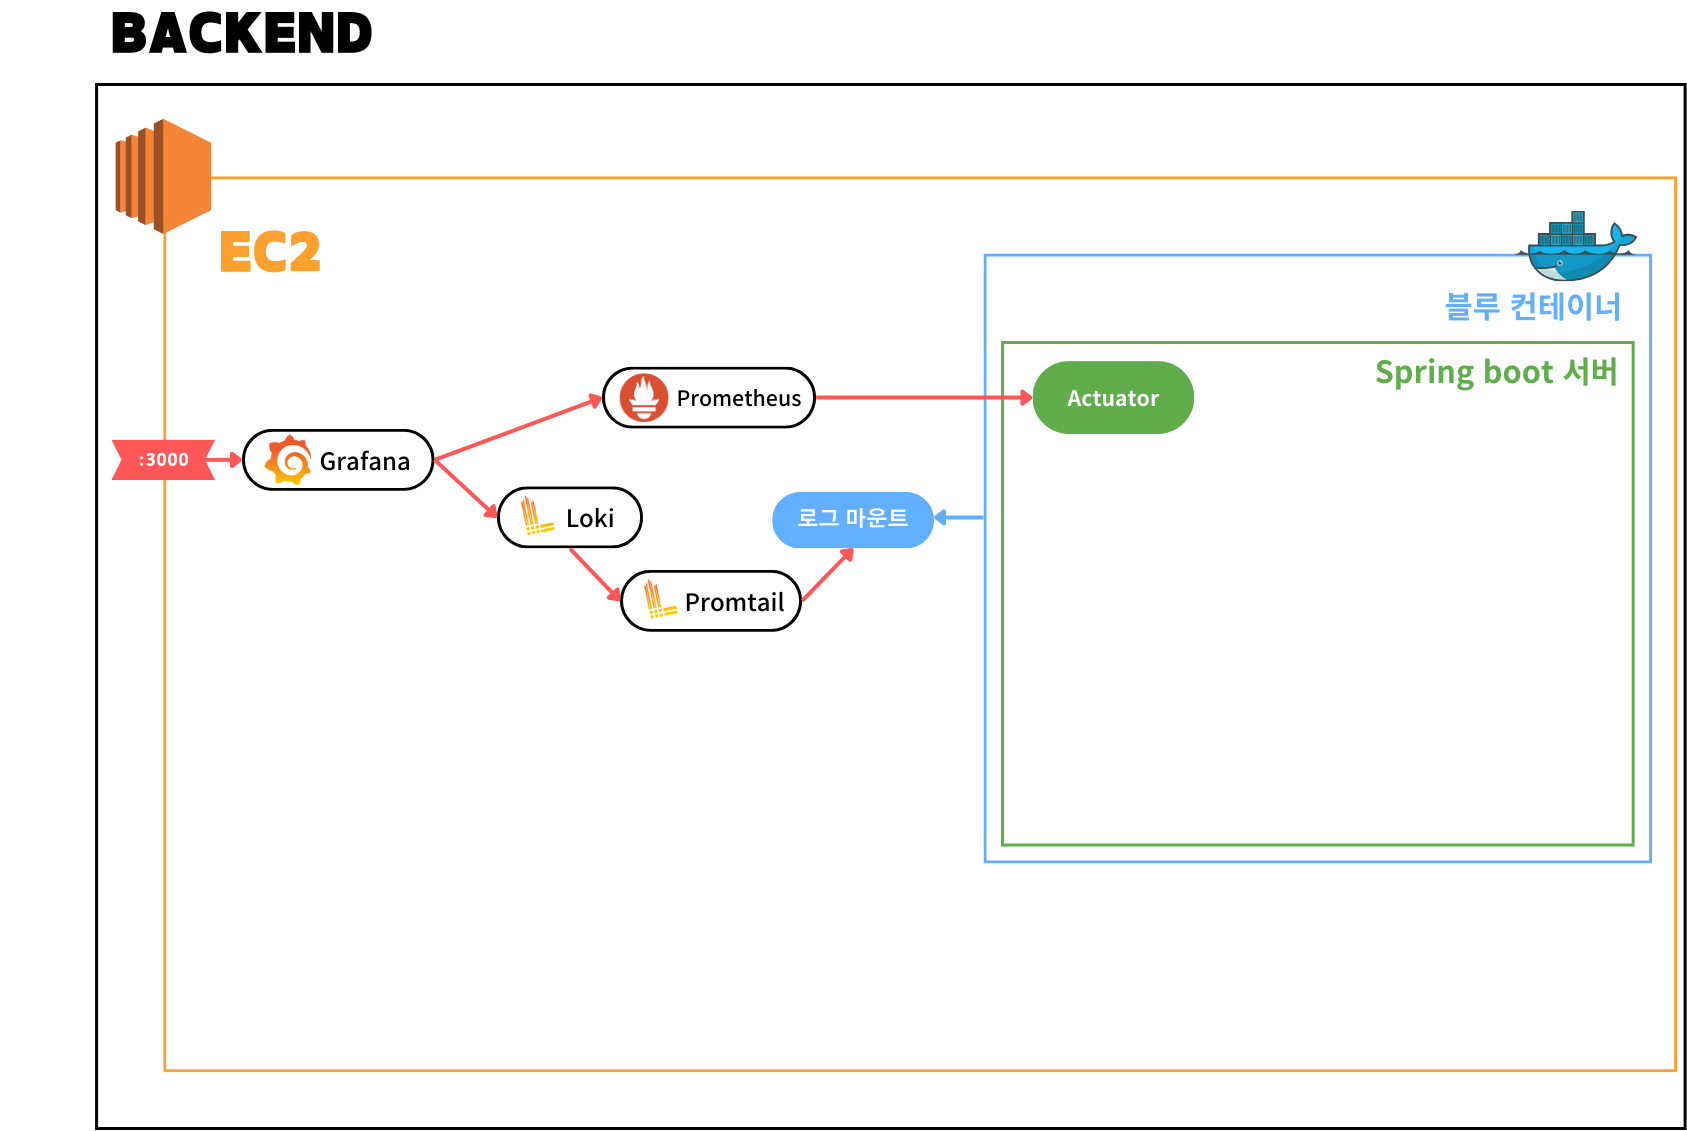 BACKEND
EC2
블루 컨테이너
Spring boot 서버
Actuator
Prometheus
:3000
Grafana
Loki
로그 마운트
Promtail